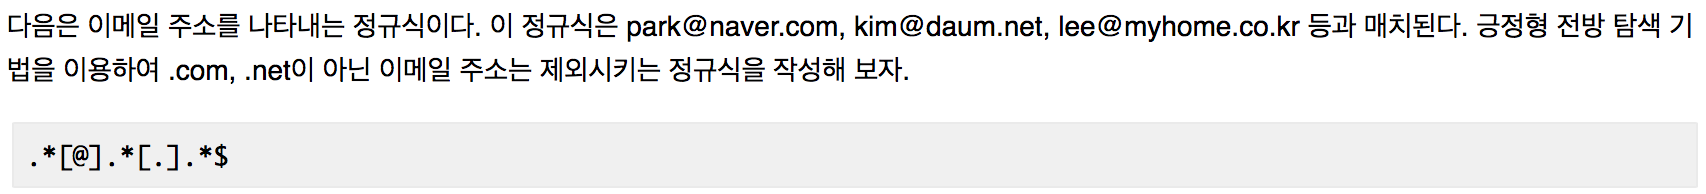 다음은 이메일 주소를 나타내는 정규식이다. 이 정규식은 park@naver.com, kim@daum.net, lee@myhome.co.kr 등과 매치된다. 긍정형 전방 탐색 기
법을 이용하여 .com, .net이 아닌 이메일 주소는 제외시키는 정규식을 작성해 보자.
.*[@].*[.].*$